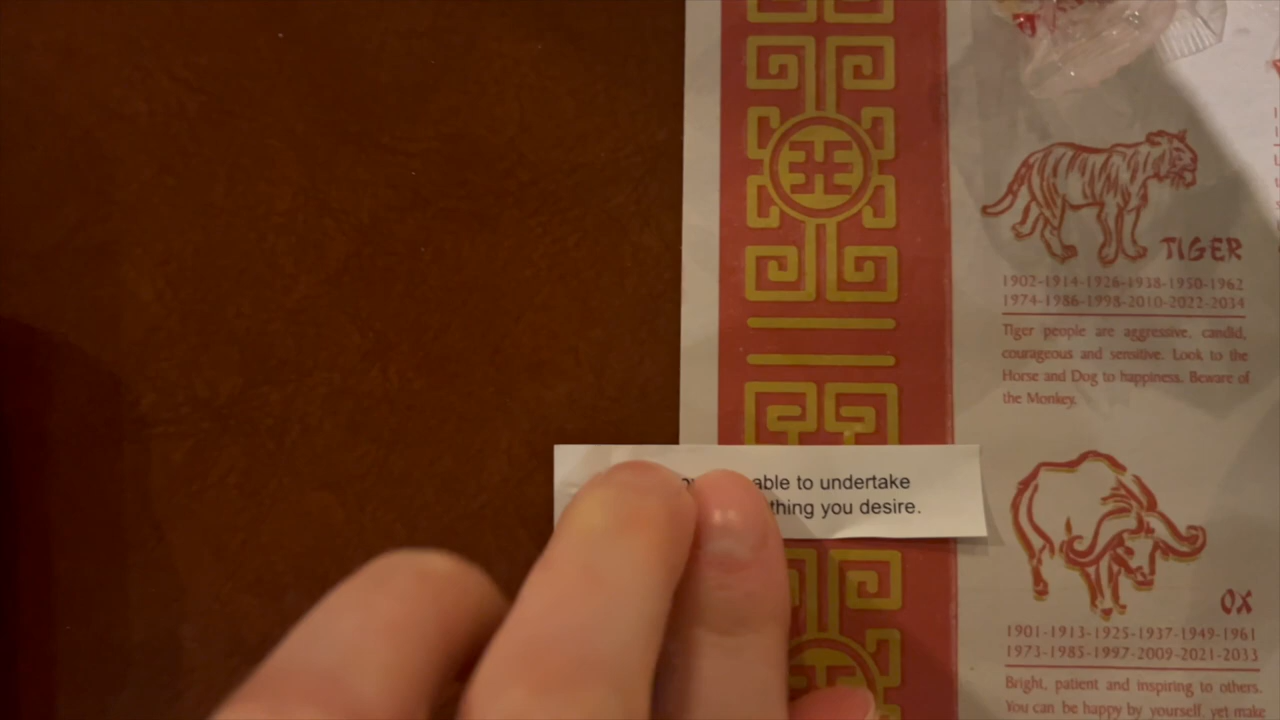 TIGER
1902-1914-1926-1938-1950-1962
1974-1986-1998-2010-2022-2034
Tiger people are aggressive, candid,
courageous and sensitive. Look to the
Horse and Dog to happiness. Beware of
the Monkey.
able to undertake
thing you desire.
OX
1901-1913-1925-1937-1949-1961
1973-1985-1997-2009-2021-2033
Bright, patient and inspiring to others.
You can be happy by yourself, yet make